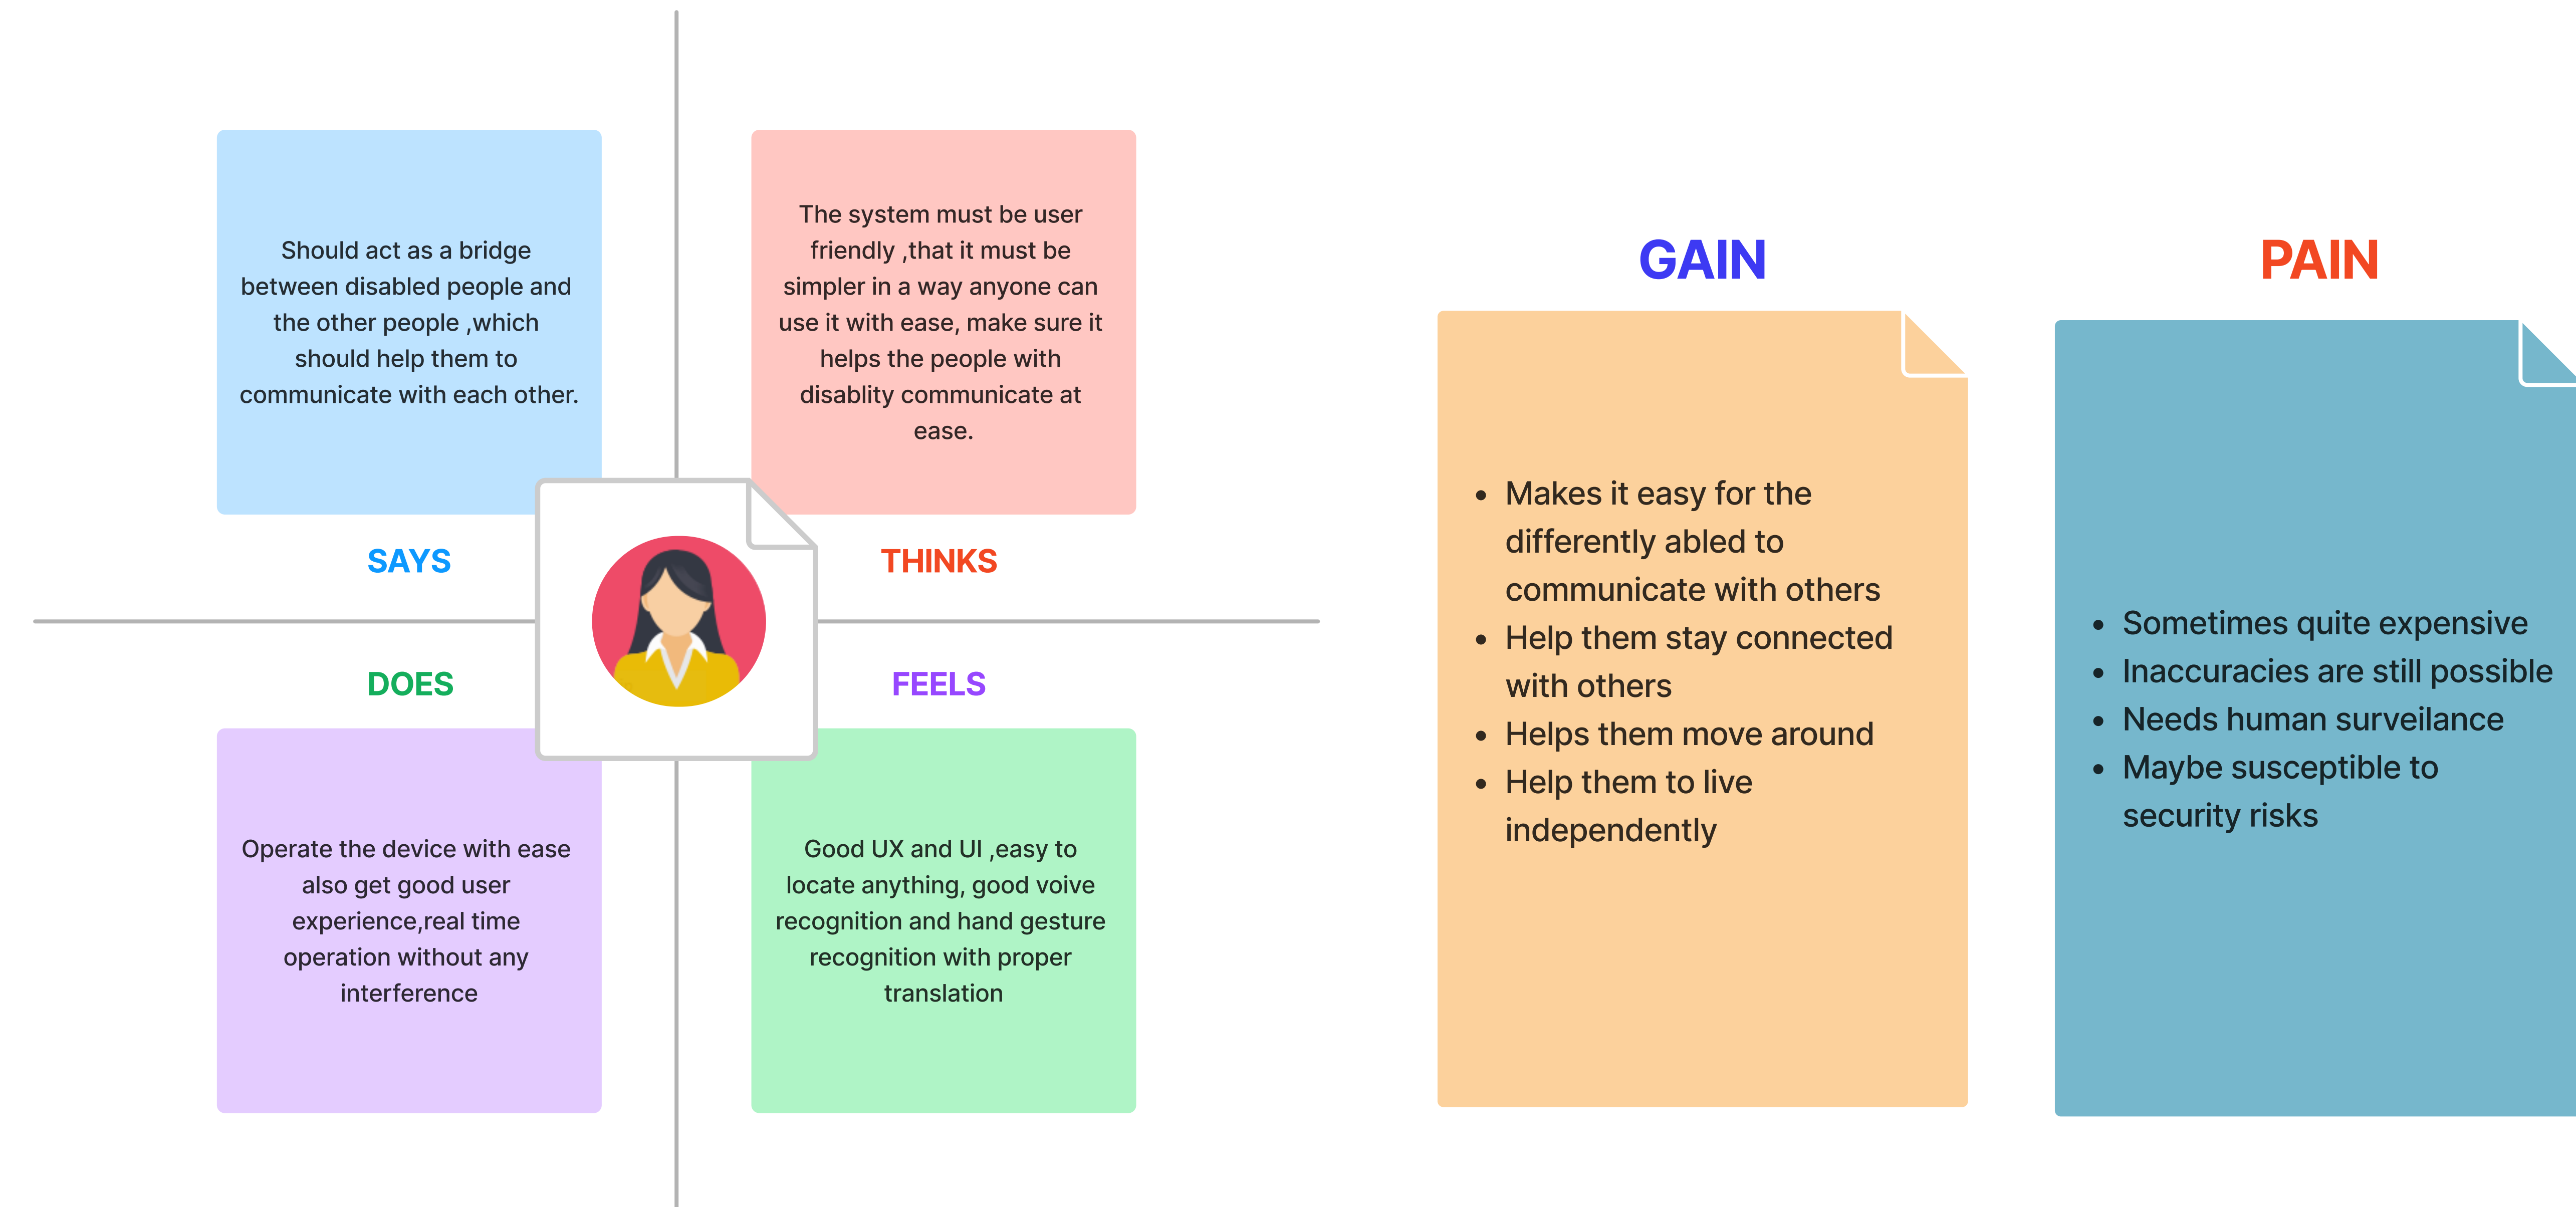 Should act as a bridge
between disabled people and
the other people ,which
should help them to
communicate with each other.
SAYS
The system must be user
friendly ,that it must be
simpler in a way anyone can
use it with ease, make sure it
helps the people with
disablity communicate at
ease.
THINKS
DOES
Operate the device with ease
also get good user
experience,real time
operation without any
interference
FEELS
Good UX and UI ,easy to
locate anything, good voive
recognition and hand gesture
recognition with proper
translation
GAIN
• Makes it easy for the
differently abled to
communicate with others
• Help them stay connected
with others
• Helps them move around
• Help them to live
independently
PAIN
• Sometimes quite expensive
• Inaccuracies are still possible
• Needs human surveilance
• Maybe susceptible to
security risks